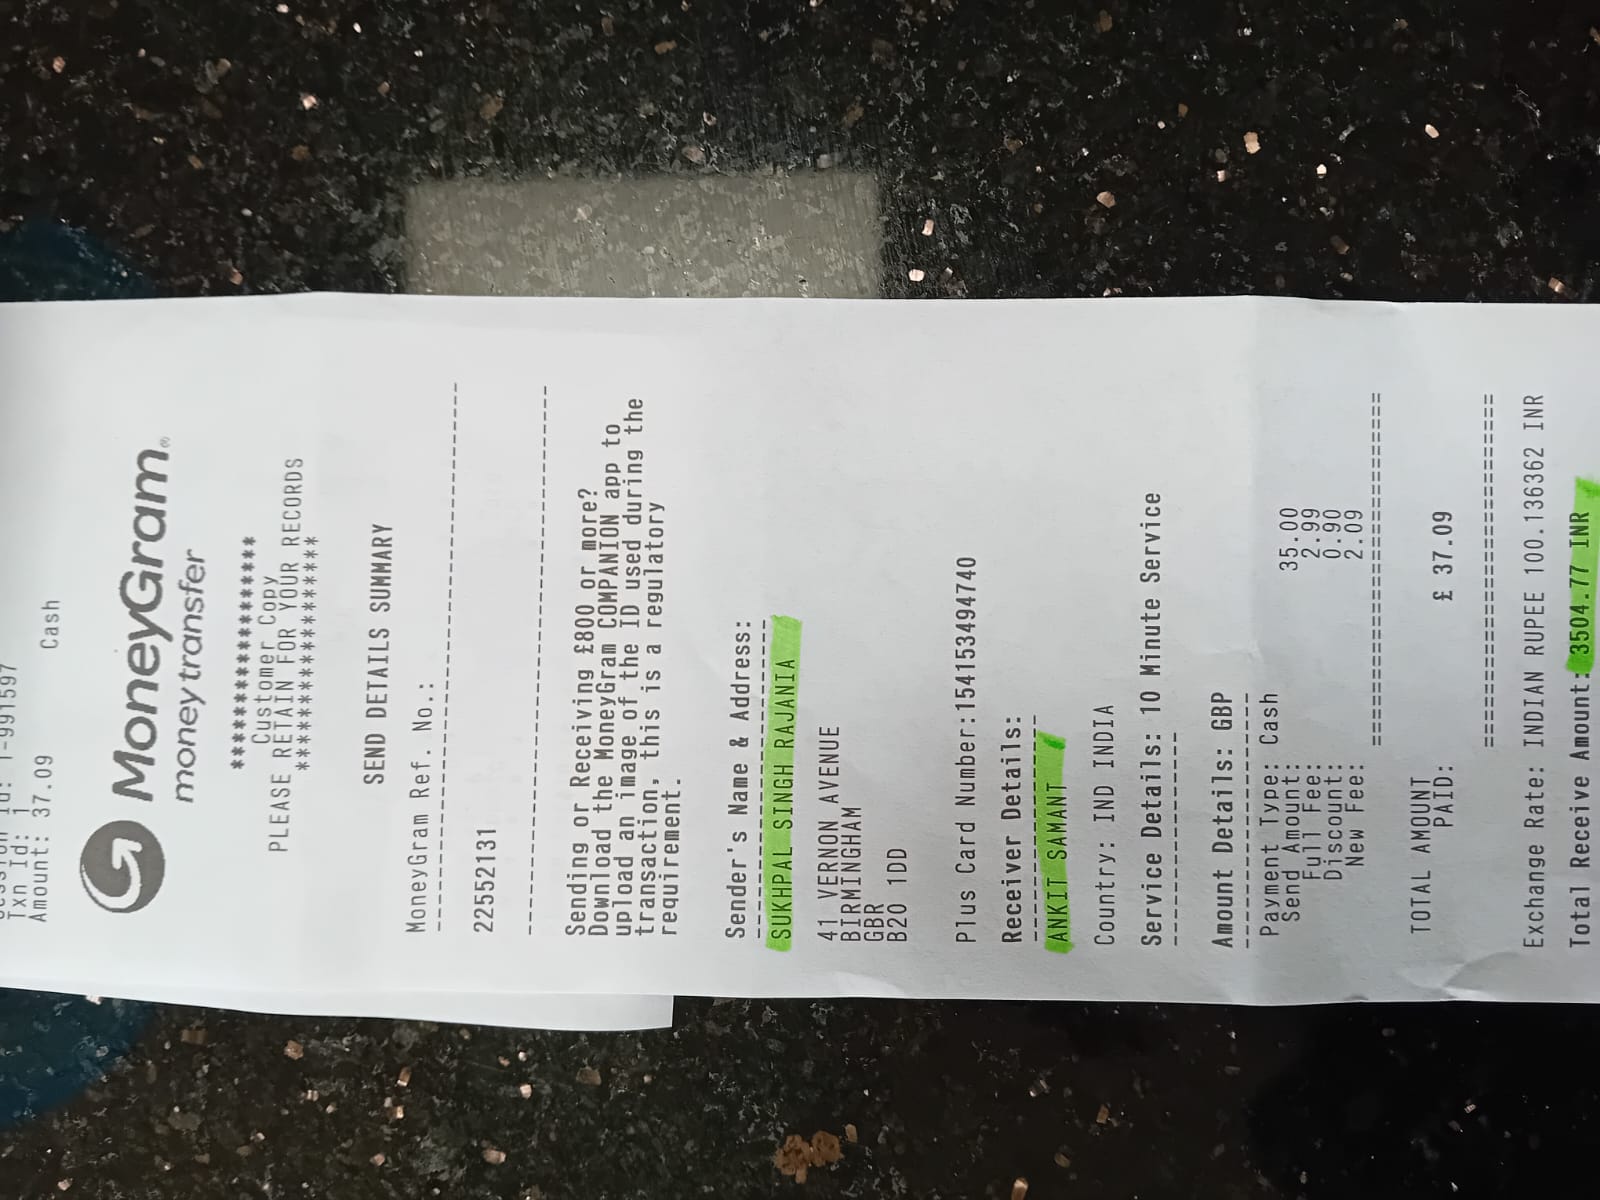 Txn Id: 1
Amount: 37.09 Cash
MoneyGram®
money transfer
********************
Customer Copy
PLEASE RETAIN FOR YOUR RECORDS
********************
SEND DETAILS SUMMARY
MoneyGram Ref. No.:
----------------------------------------
22552131
----------------------------------------
Sending or Receiving £800 or more?
Download the MoneyGram COMPANION app to
upload an image of the ID used during the
transaction, this is a regulatory
requirement.
Sender's Name & Address:
------------------------
SUKHPAL SINGH RAJANIA
41 VERNON AVENUE
BIRMINGHAM
GBR
B20 1DD
Plus Card Number:154153494740
Receiver Details:
-----------------
ANKIT SAMANT
Country: IND INDIA
Service Details: 10 Minute Service
----------------
Amount Details: GBP
-------------------
Payment Type: Cash
Send Amount: 35.00
Full Fee: 2.99
Discount: 0.90
New Fee: 2.09
==========================
TOTAL AMOUNT
PAID: £ 37.09
==========================
Exchange Rate: INDIAN RUPEE 100.136362 INR
Total Receive Amount: 3504.77 INR